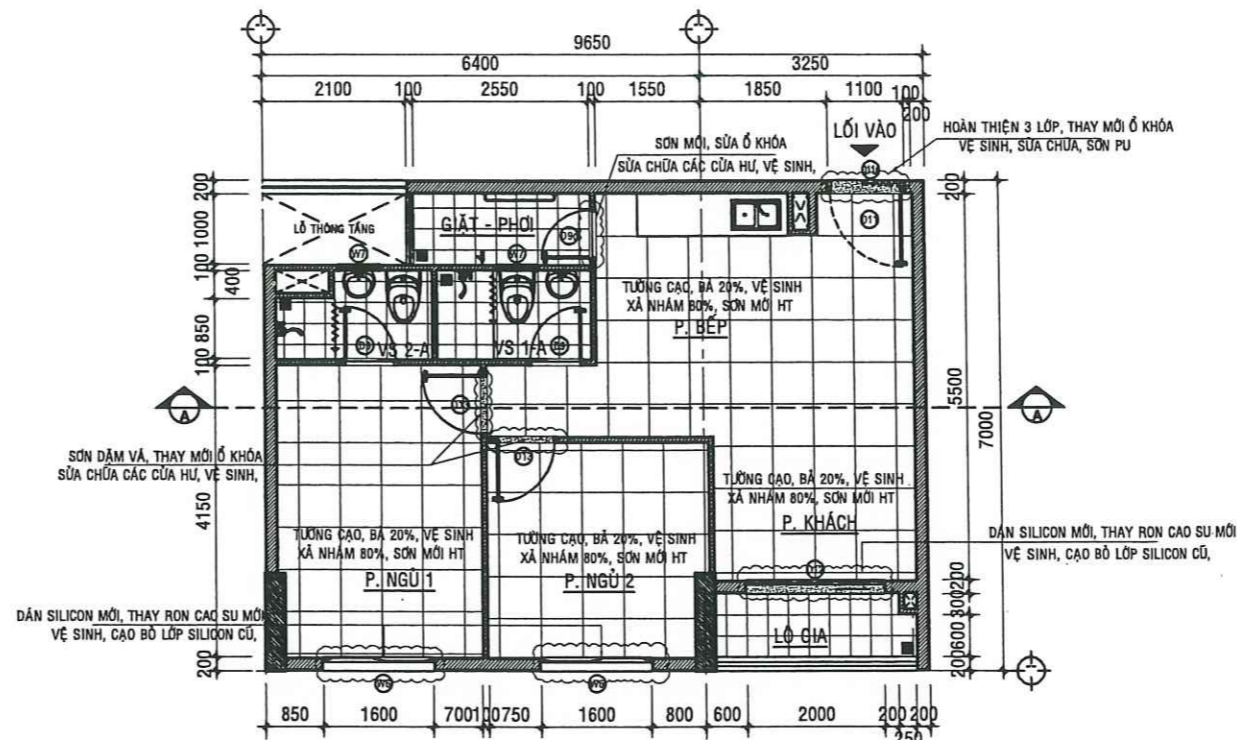 9650
6400 3250
2100 100 2550 100 1550 1850 1100 100
200
LỐI VÀO
HOÀN THIỆN 3 LỚP, THAY MỚI Ổ KHÓA
VỆ SINH, SỬA CHỮA, SƠN PU
SƠN MỚI, SỬA Ổ KHÓA
SỬA CHỮA CÁC CỬA HƯ, VỆ SINH,
200
1000
100
400
850
100
4150
200
LỖ THÔNG TẦNG
GIẶT - PHƠI
W7
W7
D11
TƯỜNG CẠO, BẢ 20%, VỆ SINH
XẢ NHÁM 80%, SƠN MỚI HT
P. BẾP
VS 2-A
VS 1-A
A
A
200
5500
7000
200
300
600
200
SƠN DẶM VÁ, THAY MỚI Ổ KHÓA
SỬA CHỮA CÁC CỬA HƯ, VỆ SINH,
TƯỜNG CẠO, BẢ 20%, VỆ SINH
XẢ NHÁM 80%, SƠN MỚI HT
P. KHÁCH
DÁN SILICON MỚI, THAY RON CAO SU MỚI
VỆ SINH, CẠO BỎ LỚP SILICON CŨ,
TƯỜNG CẠO, BẢ 20%, VỆ SINH
XẢ NHÁM 80%, SƠN MỚI HT
P. NGỦ 1
TƯỜNG CẠO, BẢ 20%, VỆ SINH
XẢ NHÁM 80%, SƠN MỚI HT
P. NGỦ 2
DÁN SILICON MỚI, THAY RON CAO SU MỚI
VỆ SINH, CẠO BỎ LỚP SILICON CŨ,
LÔ GIA
850 1600 700 100 750 1600 800 600 2000 200 200
250